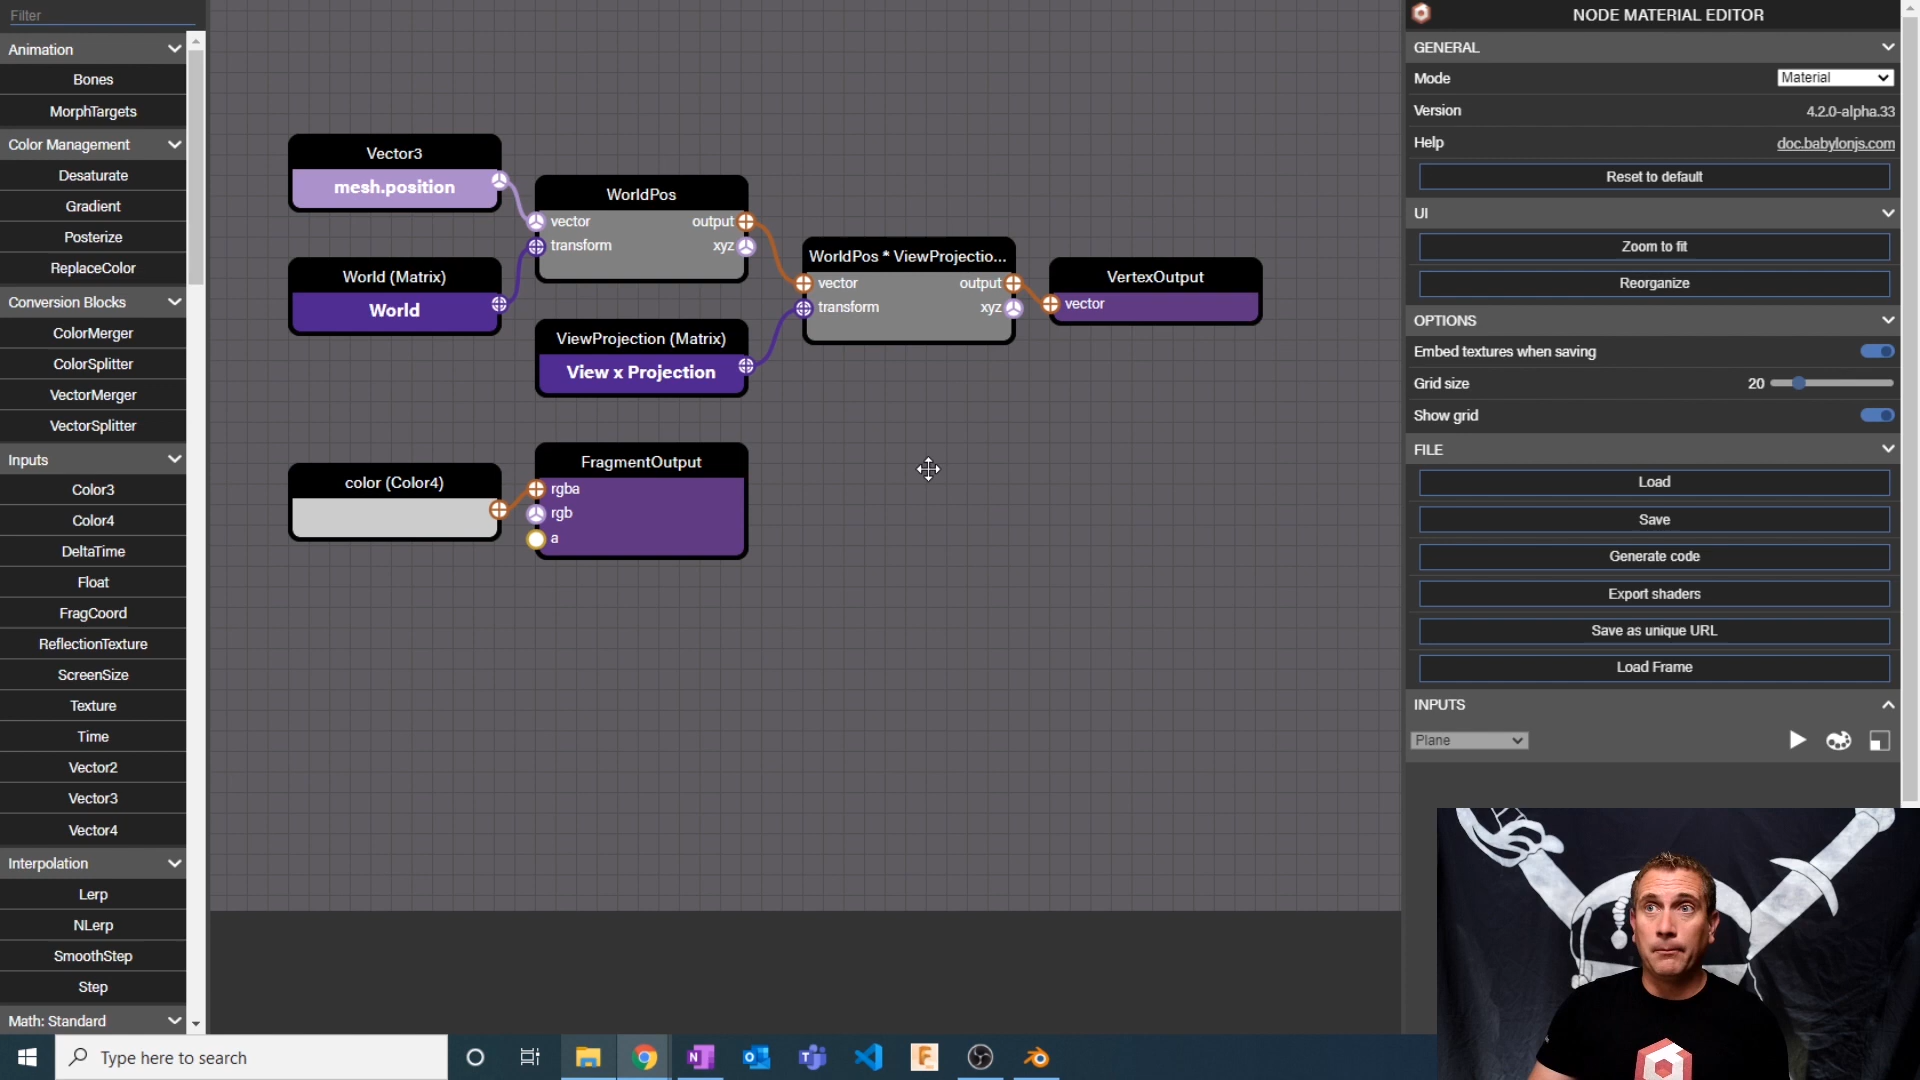 Filter
Animation
Bones
MorphTargets
Color Management
Desaturate
Gradient
Posterize
ReplaceColor
Conversion Blocks
ColorMerger
ColorSplitter
VectorMerger
VectorSplitter
Inputs
Color3
Color4
DeltaTime
Float
FragCoord
ReflectionTexture
ScreenSize
Texture
Time
Vector2
Vector3
Vector4
Interpolation
Lerp
NLerp
SmoothStep
Step
Math: Standard
Vector3
mesh.position
World (Matrix)
World
WorldPos
vector output
transform xyz
ViewProjection (Matrix)
View x Projection
WorldPos * ViewProjectio...
vector output
transform xyz
VertexOutput
vector
color (Color4)
FragmentOutput
rgba
rgb
a
NODE MATERIAL EDITOR
GENERAL
Mode Material
Version 4.2.0-alpha.33
Help doc.babylonjs.com
Reset to default
UI
Zoom to fit
Reorganize
OPTIONS
Embed textures when saving
Grid size 20
Show grid
FILE
Load
Save
Generate code
Export shaders
Save as unique URL
Load Frame
INPUTS
Plane
Type here to search